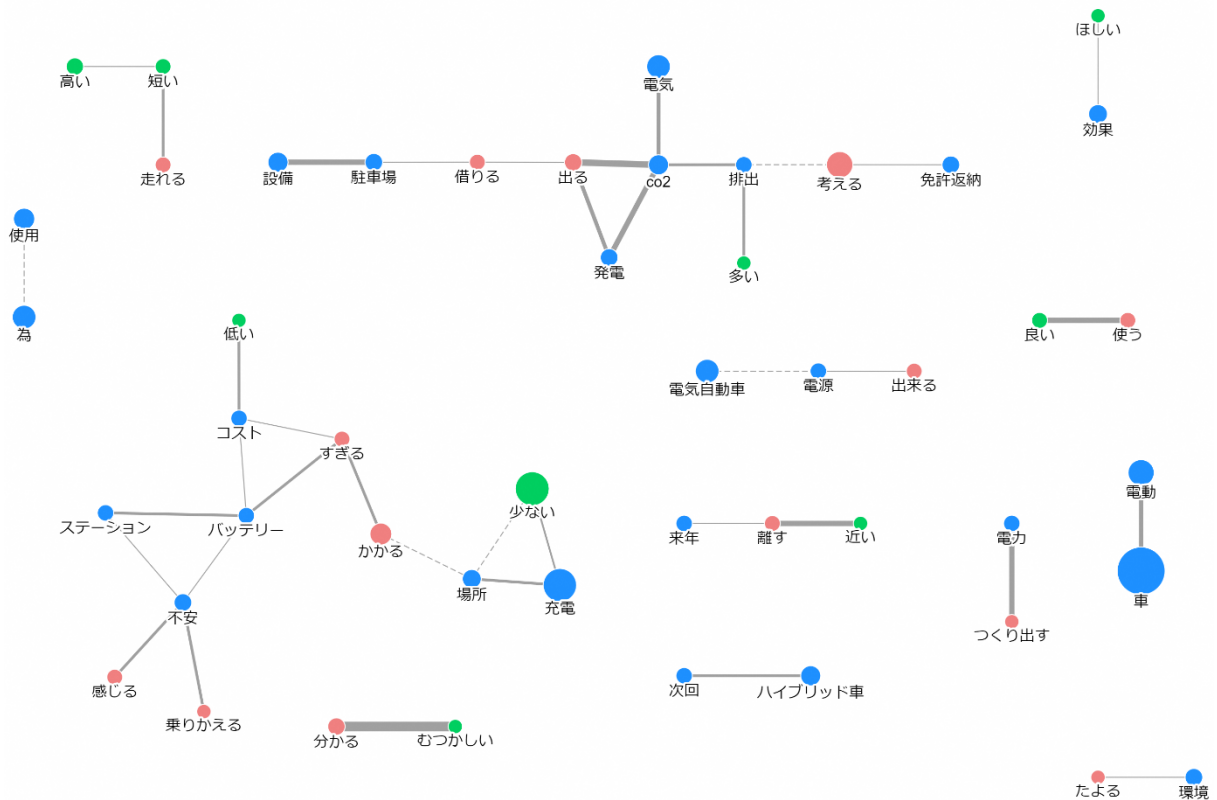 ほしい
高い
短い
電気
効果
走れる
設備
駐車場
借りる
出る
co2
排出
考える
免許返納
使用
発電
多い
為
低い
良い
使う
電気自動車
電源
出来る
コスト
すぎる
電動
ステーション
バッテリー
少ない
かかる
来年
離す
近い
電力
場所
充電
車
不安
つくり出す
感じる
次回
ハイブリッド車
乗りかえる
分かる
むつかしい
たよる
環境